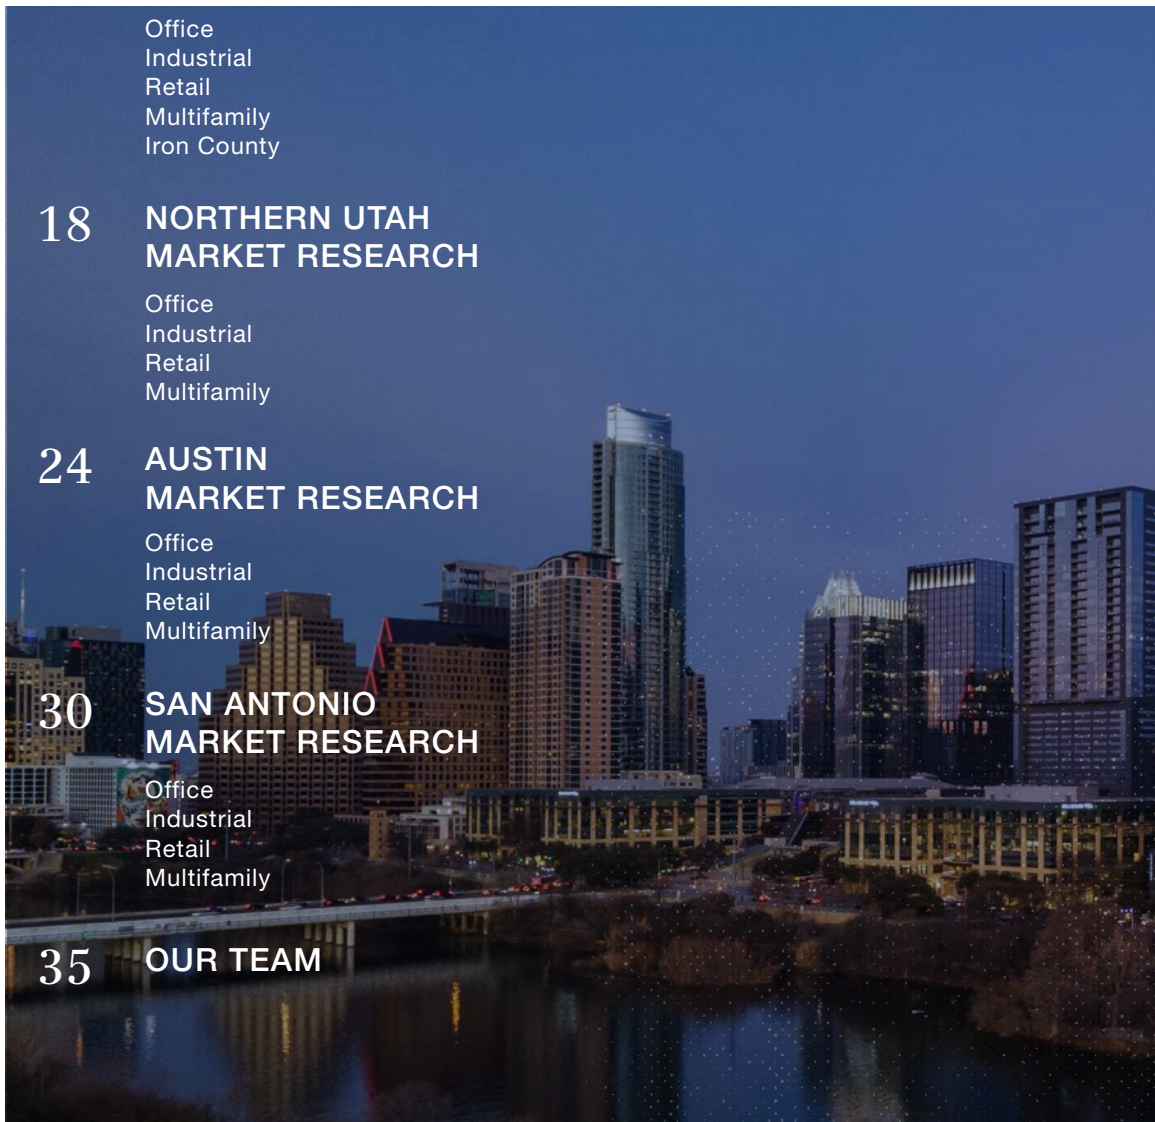 Office
Industrial
Retail
Multifamily
Iron County
18
NORTHERN UTAH
MARKET RESEARCH
Office
Industrial
Retail
Multifamily
24
AUSTIN
MARKET RESEARCH
Office
Industrial
Retail
Multifamily
30
SAN ANTONIO
MARKET RESEARCH
Office
Industrial
Retail
Multifamily
35
OUR TEAM